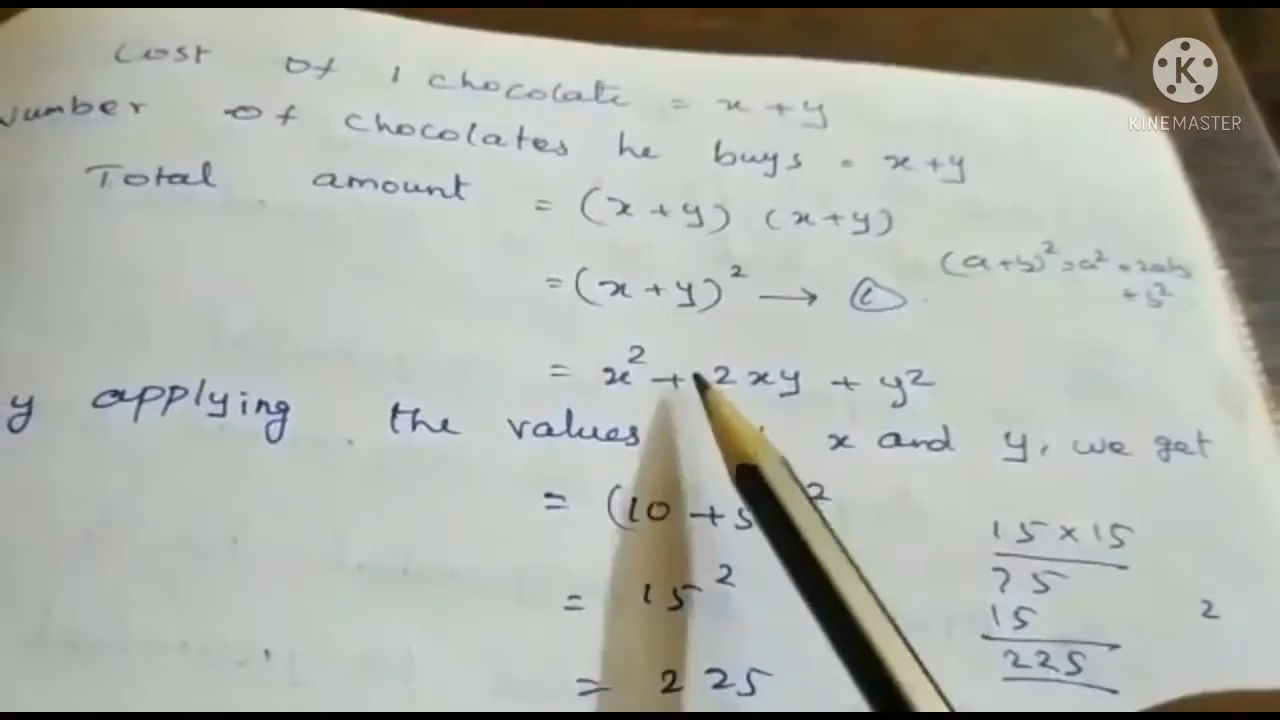 Cost of 1 chocolate = x + y
Number of chocolates he buys = x+y
Total amount = (x+y) (x+y)
= (x+y)² →
(a+b)² = a² + 2ab
+ b²
= x² + 2xy + y²
y applying the values x and y, we get
= (10 + 5 ²
= 15²
= 225
15 × 15
75
15
225
2
K
KINEMASTER